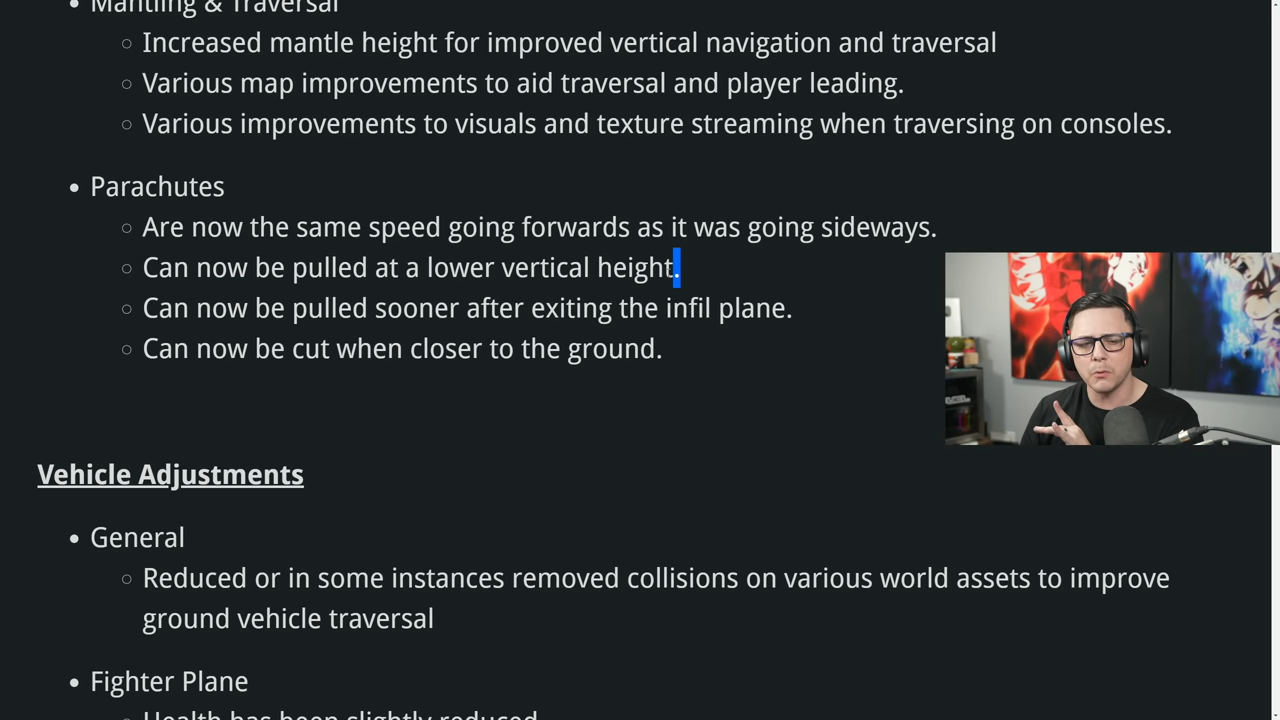 Mantling & Traversal
Increased mantle height for improved vertical navigation and traversal
Various map improvements to aid traversal and player leading.
Various improvements to visuals and texture streaming when traversing on consoles.
Parachutes
Are now the same speed going forwards as it was going sideways.
Can now be pulled at a lower vertical height.
Can now be pulled sooner after exiting the infil plane.
Can now be cut when closer to the ground.
Vehicle Adjustments
General
Reduced or in some instances removed collisions on various world assets to improve
ground vehicle traversal
Fighter Plane
Health has been slightly reduced